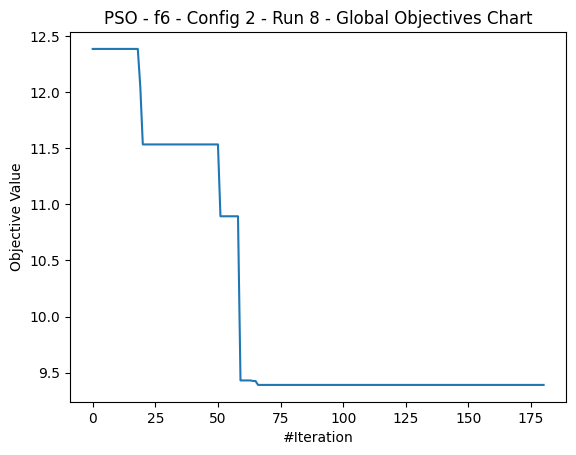 PSO - f6 - Config 2 - Run 8 - Global Objectives Chart
12.5
12.0
11.5
11.0
10.5
10.0
9.5
Objective Value
0 25 50 75 100 125 150 175
#Iteration